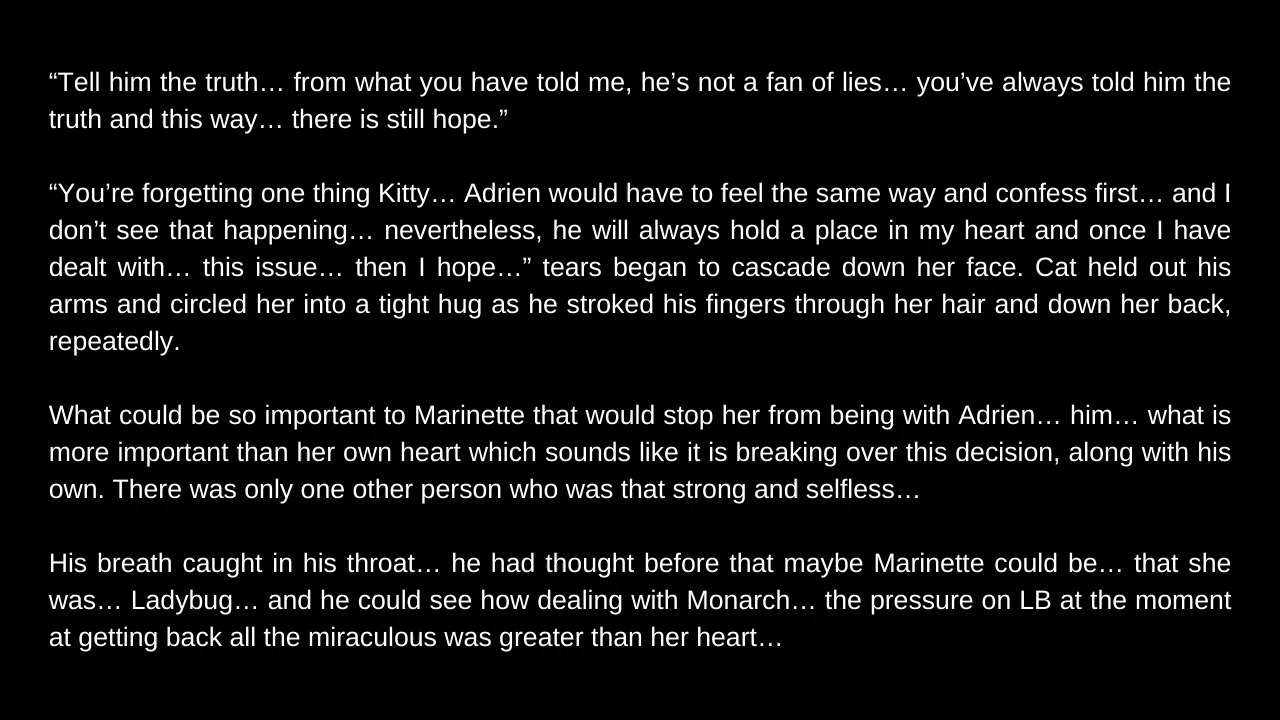 “Tell him the truth… from what you have told me, he’s not a fan of lies… you’ve always told him the
truth and this way… there is still hope.”
“You’re forgetting one thing Kitty… Adrien would have to feel the same way and confess first… and I
don’t see that happening… nevertheless, he will always hold a place in my heart and once I have
dealt with… this issue… then I hope…” tears began to cascade down her face. Cat held out his
arms and circled her into a tight hug as he stroked his fingers through her hair and down her back,
repeatedly.
What could be so important to Marinette that would stop her from being with Adrien… him… what is
more important than her own heart which sounds like it is breaking over this decision, along with his
own. There was only one other person who was that strong and selfless…
His breath caught in his throat… he had thought before that maybe Marinette could be… that she
was… Ladybug… and he could see how dealing with Monarch… the pressure on LB at the moment
at getting back all the miraculous was greater than her heart…